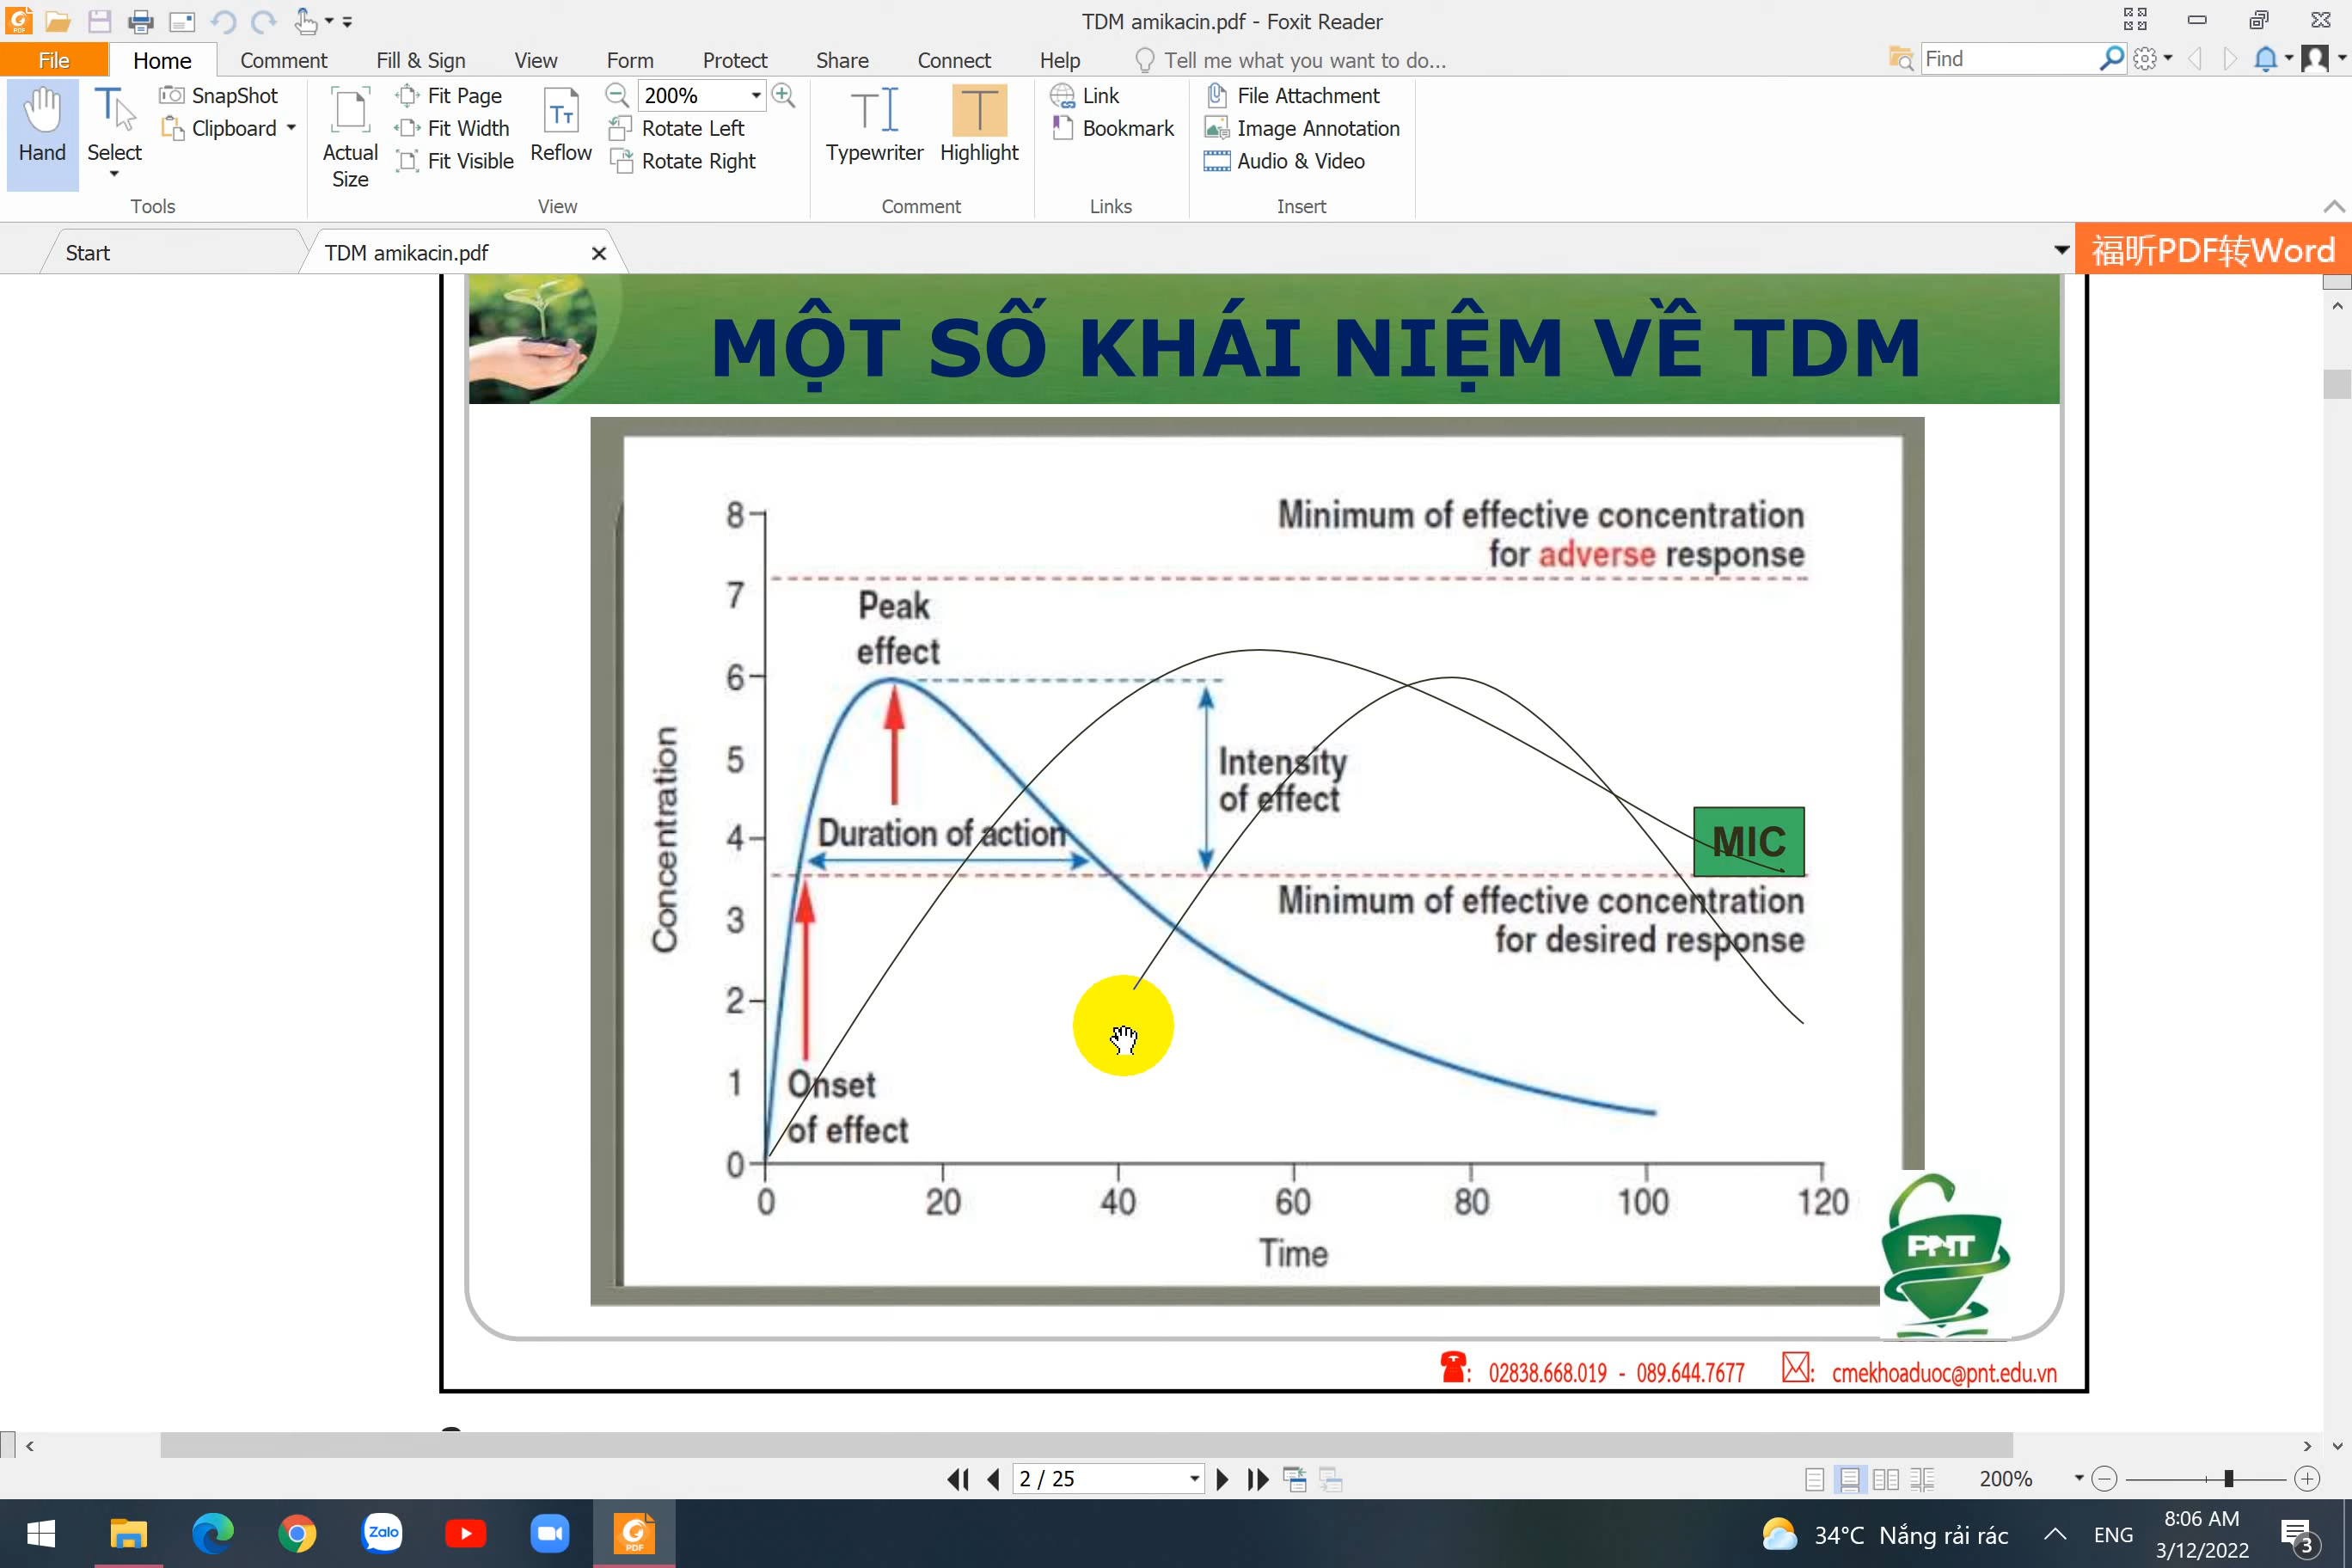 TDM amikacin.pdf - Foxit Reader
File Home Comment Fill & Sign View Form Protect Share Connect Help Tell me what you want to do... Find
Hand
Select
SnapShot
Clipboard
Tools
Actual
Size
Fit Page
Fit Width
Fit Visible
Reflow
200%
Rotate Left
Rotate Right
View
Typewriter
Highlight
Comment
Link
Bookmark
Links
File Attachment
Image Annotation
Audio & Video
Insert
Start
TDM amikacin.pdf
福昕PDF转Word
MỘT SỐ KHÁI NIỆM VỀ TDM
8
Minimum of effective concentration
for adverse response
7
Peak
effect
6
5
Intensity
of effect
4
Duration of action
MIC
Concentration
Minimum of effective concentration
for desired response
3
2
1
Onset
of effect
0
0 20 40 60 80 100 120
Time
PNT
: 02838.668.019 - 089.644.7677 : cmekhoaduoc@pnt.edu.vn
2 / 25
200%
Zalo
PDF
34°C Nắng rải rác
ENG
8:06 AM
3/12/2022
3